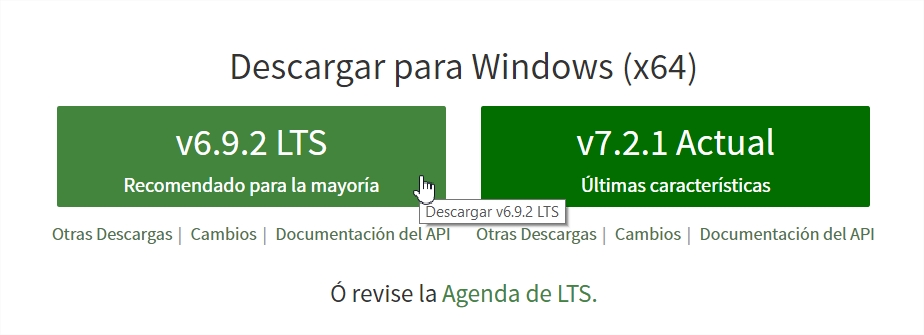 Descargar para Windows (x64)
v6.9.2 LTS
Recomendado para la mayoría
v7.2.1 Actual
Últimas características
Descargar v6.9.2 LTS
Otras Descargas | Cambios | Documentación del API
Otras Descargas | Cambios | Documentación del API
Ó revise la Agenda de LTS.